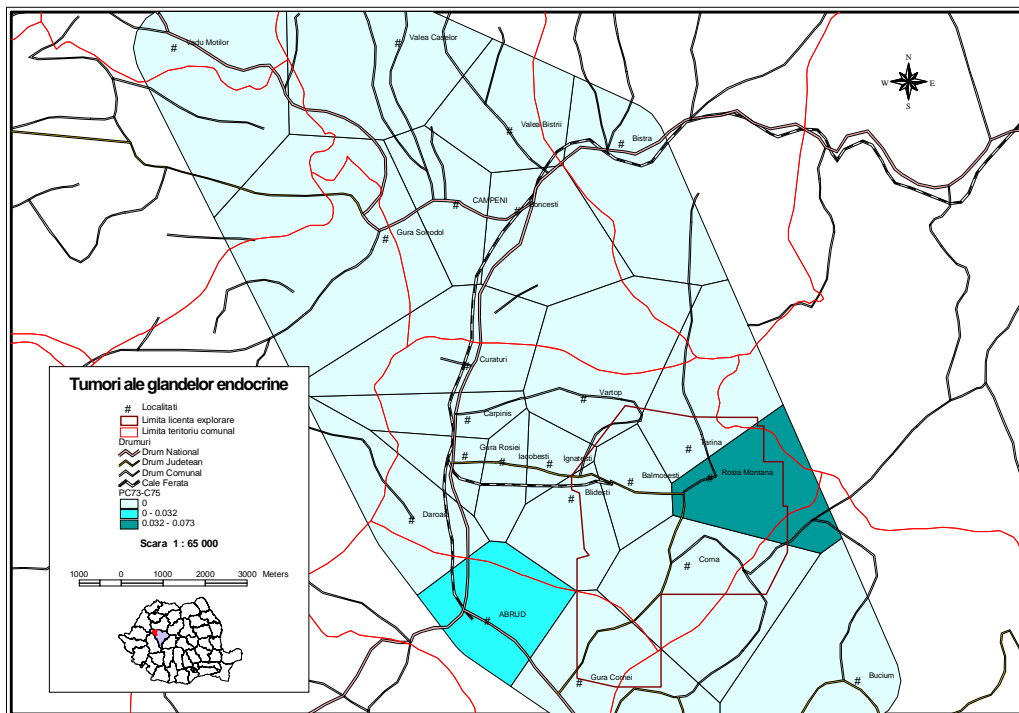 Vadu Motilor
Valea Caselor
N
W E
S
Valea Bistrii
Bistra
CAMPENI
Boncesti
Gura Sohodol
Curaturi
Vartop
Carpinis
Tarina
Gura Rosiei
Iacobesti
Ignatesti
Rosia Montana
Balmosesti
Blidesti
Daroaia
Corna
ABRUD
Gura Cornei
Bucium
Tumori ale glandelor endocrine
# Localitati
Limita licenta explorare
Limita teritoriu comunal
Drumuri
Drum National
Drum Judetean
Drum Comunal
Cale Ferata
PC73-C75
0
0 - 0.032
0.032 - 0.073
Scara 1 : 65 000
1000 0 1000 2000 3000 Meters